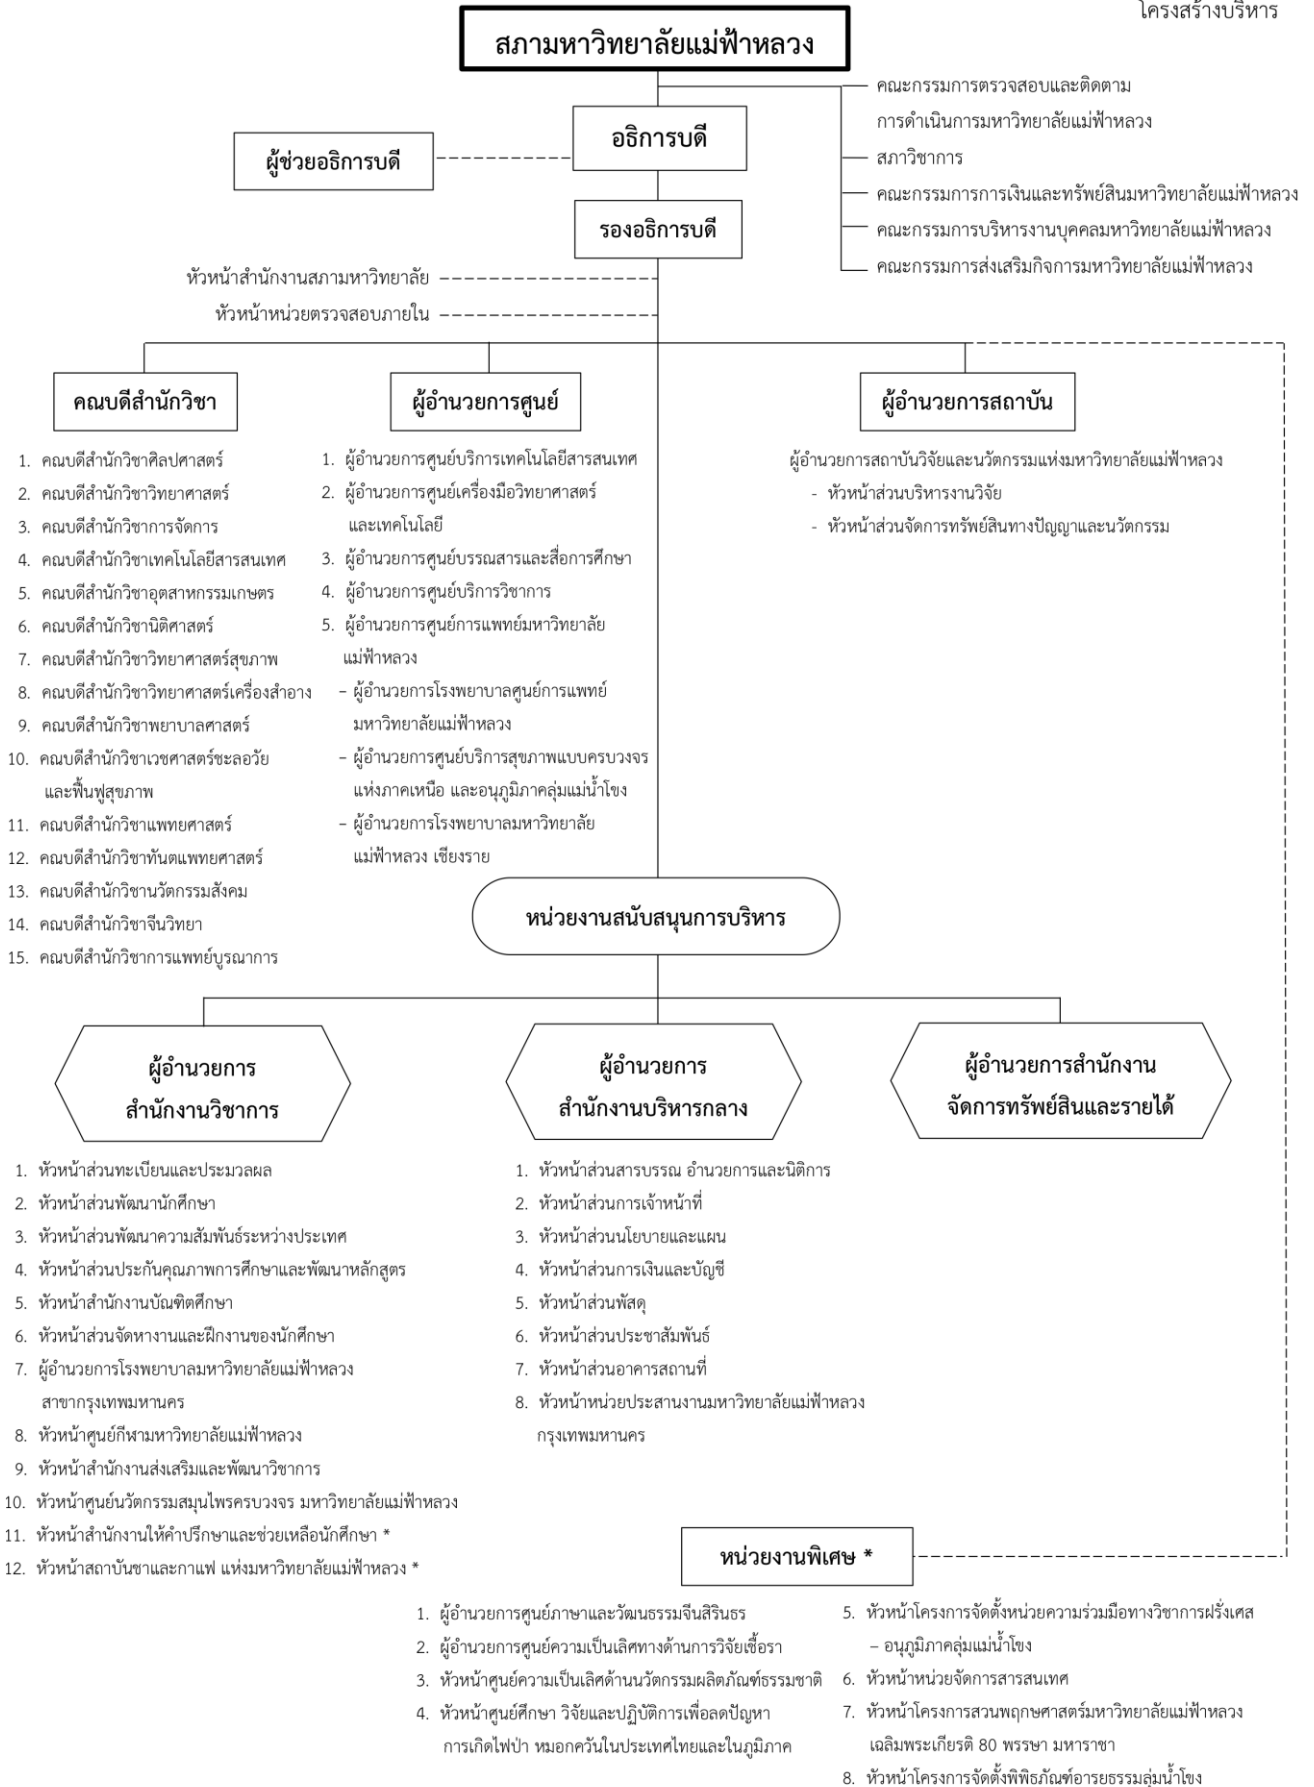 โครงสร้างบริหาร
สภามหาวิทยาลัยแม่ฟ้าหลวง
คณะกรรมการตรวจสอบและติดตาม
การดำเนินการมหาวิทยาลัยแม่ฟ้าหลวง
สภาวิชาการ
คณะกรรมการการเงินและทรัพย์สินมหาวิทยาลัยแม่ฟ้าหลวง
คณะกรรมการบริหารงานบุคคลมหาวิทยาลัยแม่ฟ้าหลวง
คณะกรรมการส่งเสริมกิจการมหาวิทยาลัยแม่ฟ้าหลวง
อธิการบดี
ผู้ช่วยอธิการบดี
รองอธิการบดี
หัวหน้าสำนักงานสภามหาวิทยาลัย
หัวหน้าหน่วยตรวจสอบภายใน
คณบดีสำนักวิชา
1. คณบดีสำนักวิชาศิลปศาสตร์
2. คณบดีสำนักวิชาวิทยาศาสตร์
3. คณบดีสำนักวิชาการจัดการ
4. คณบดีสำนักวิชาเทคโนโลยีสารสนเทศ
5. คณบดีสำนักวิชาอุตสาหกรรมเกษตร
6. คณบดีสำนักวิชานิติศาสตร์
7. คณบดีสำนักวิชาวิทยาศาสตร์สุขภาพ
8. คณบดีสำนักวิชาวิทยาศาสตร์เครื่องสำอาง
9. คณบดีสำนักวิชาพยาบาลศาสตร์
10. คณบดีสำนักวิชาเวชศาสตร์ชะลอวัย
และฟื้นฟูสุขภาพ
11. คณบดีสำนักวิชาแพทยศาสตร์
12. คณบดีสำนักวิชาทันตแพทยศาสตร์
13. คณบดีสำนักวิชานวัตกรรมสังคม
14. คณบดีสำนักวิชาจีนวิทยา
15. คณบดีสำนักวิชาการแพทย์บูรณาการ
ผู้อำนวยการศูนย์
1. ผู้อำนวยการศูนย์บริการเทคโนโลยีสารสนเทศ
2. ผู้อำนวยการศูนย์เครื่องมือวิทยาศาสตร์
และเทคโนโลยี
3. ผู้อำนวยการศูนย์บรรณสารและสื่อการศึกษา
4. ผู้อำนวยการศูนย์บริการวิชาการ
5. ผู้อำนวยการศูนย์การแพทย์มหาวิทยาลัย
แม่ฟ้าหลวง
– ผู้อำนวยการโรงพยาบาลศูนย์การแพทย์
มหาวิทยาลัยแม่ฟ้าหลวง
– ผู้อำนวยการศูนย์บริการสุขภาพแบบครบวงจร
แห่งภาคเหนือ และอนุภูมิภาคลุ่มแม่น้ำโขง
– ผู้อำนวยการโรงพยาบาลมหาวิทยาลัย
แม่ฟ้าหลวง เชียงราย
ผู้อำนวยการสถาบัน
ผู้อำนวยการสถาบันวิจัยและนวัตกรรมแห่งมหาวิทยาลัยแม่ฟ้าหลวง
- หัวหน้าส่วนบริหารงานวิจัย
- หัวหน้าส่วนจัดการทรัพย์สินทางปัญญาและนวัตกรรม
หน่วยงานสนับสนุนการบริหาร
ผู้อำนวยการ
สำนักงานวิชาการ
1. หัวหน้าส่วนทะเบียนและประมวลผล
2. หัวหน้าส่วนพัฒนานักศึกษา
3. หัวหน้าส่วนพัฒนาความสัมพันธ์ระหว่างประเทศ
4. หัวหน้าส่วนประกันคุณภาพการศึกษาและพัฒนาหลักสูตร
5. หัวหน้าสำนักงานบัณฑิตศึกษา
6. หัวหน้าส่วนจัดหางานและฝึกงานของนักศึกษา
7. ผู้อำนวยการโรงพยาบาลมหาวิทยาลัยแม่ฟ้าหลวง
สาขากรุงเทพมหานคร
8. หัวหน้าศูนย์กีฬามหาวิทยาลัยแม่ฟ้าหลวง
9. หัวหน้าสำนักงานส่งเสริมและพัฒนาวิชาการ
10. หัวหน้าศูนย์นวัตกรรมสมุนไพรครบวงจร มหาวิทยาลัยแม่ฟ้าหลวง
11. หัวหน้าสำนักงานให้คำปรึกษาและช่วยเหลือนักศึกษา *
12. หัวหน้าสถาบันชาและกาแฟ แห่งมหาวิทยาลัยแม่ฟ้าหลวง *
ผู้อำนวยการ
สำนักงานบริหารกลาง
1. หัวหน้าส่วนสารบรรณ อำนวยการและนิติการ
2. หัวหน้าส่วนการเจ้าหน้าที่
3. หัวหน้าส่วนนโยบายและแผน
4. หัวหน้าส่วนการเงินและบัญชี
5. หัวหน้าส่วนพัสดุ
6. หัวหน้าส่วนประชาสัมพันธ์
7. หัวหน้าส่วนอาคารสถานที่
8. หัวหน้าหน่วยประสานงานมหาวิทยาลัยแม่ฟ้าหลวง
กรุงเทพมหานคร
ผู้อำนวยการสำนักงาน
จัดการทรัพย์สินและรายได้
หน่วยงานพิเศษ *
1. ผู้อำนวยการศูนย์ภาษาและวัฒนธรรมจีนสิรินธร
2. ผู้อำนวยการศูนย์ความเป็นเลิศทางด้านการวิจัยเชื้อรา
3. หัวหน้าศูนย์ความเป็นเลิศด้านนวัตกรรมผลิตภัณฑ์ธรรมชาติ
4. หัวหน้าศูนย์ศึกษา วิจัยและปฏิบัติการเพื่อลดปัญหา
การเกิดไฟป่า หมอกควันในประเทศไทยและในภูมิภาค
5. หัวหน้าโครงการจัดตั้งหน่วยความร่วมมือทางวิชาการฝรั่งเศส
– อนุภูมิภาคลุ่มแม่น้ำโขง
6. หัวหน้าหน่วยจัดการสารสนเทศ
7. หัวหน้าโครงการสวนพฤกษศาสตร์มหาวิทยาลัยแม่ฟ้าหลวง
เฉลิมพระเกียรติ 80 พรรษา มหาราชา
8. หัวหน้าโครงการจัดตั้งพิพิธภัณฑ์อารยธรรมลุ่มน้ำโขง